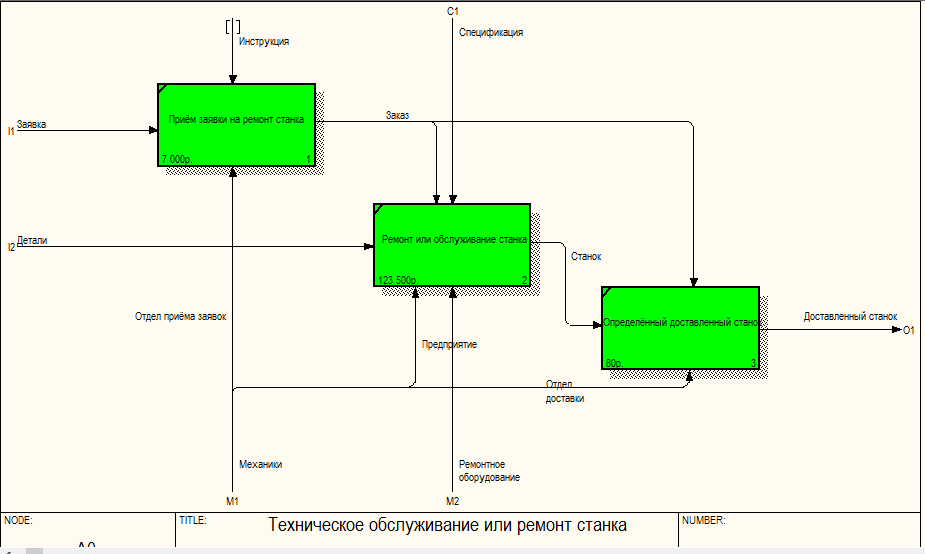 C1
Инструкция
Спецификация
Заказ
I1 Заявка
Приём заявки на ремонт станка
7 000р. 1
I2 Детали
Ремонт или обслуживание станка
123 500р. 2
Станок
Отдел приёма заявок
Определённый доставленный стано
80р. 3
Доставленный станок
O1
Предприятие
Отдел
доставки
Механики
Ремонтное
оборудование
M1
M2
NODE:
TITLE:
Техническое обслуживание или ремонт станка
NUMBER:
A0